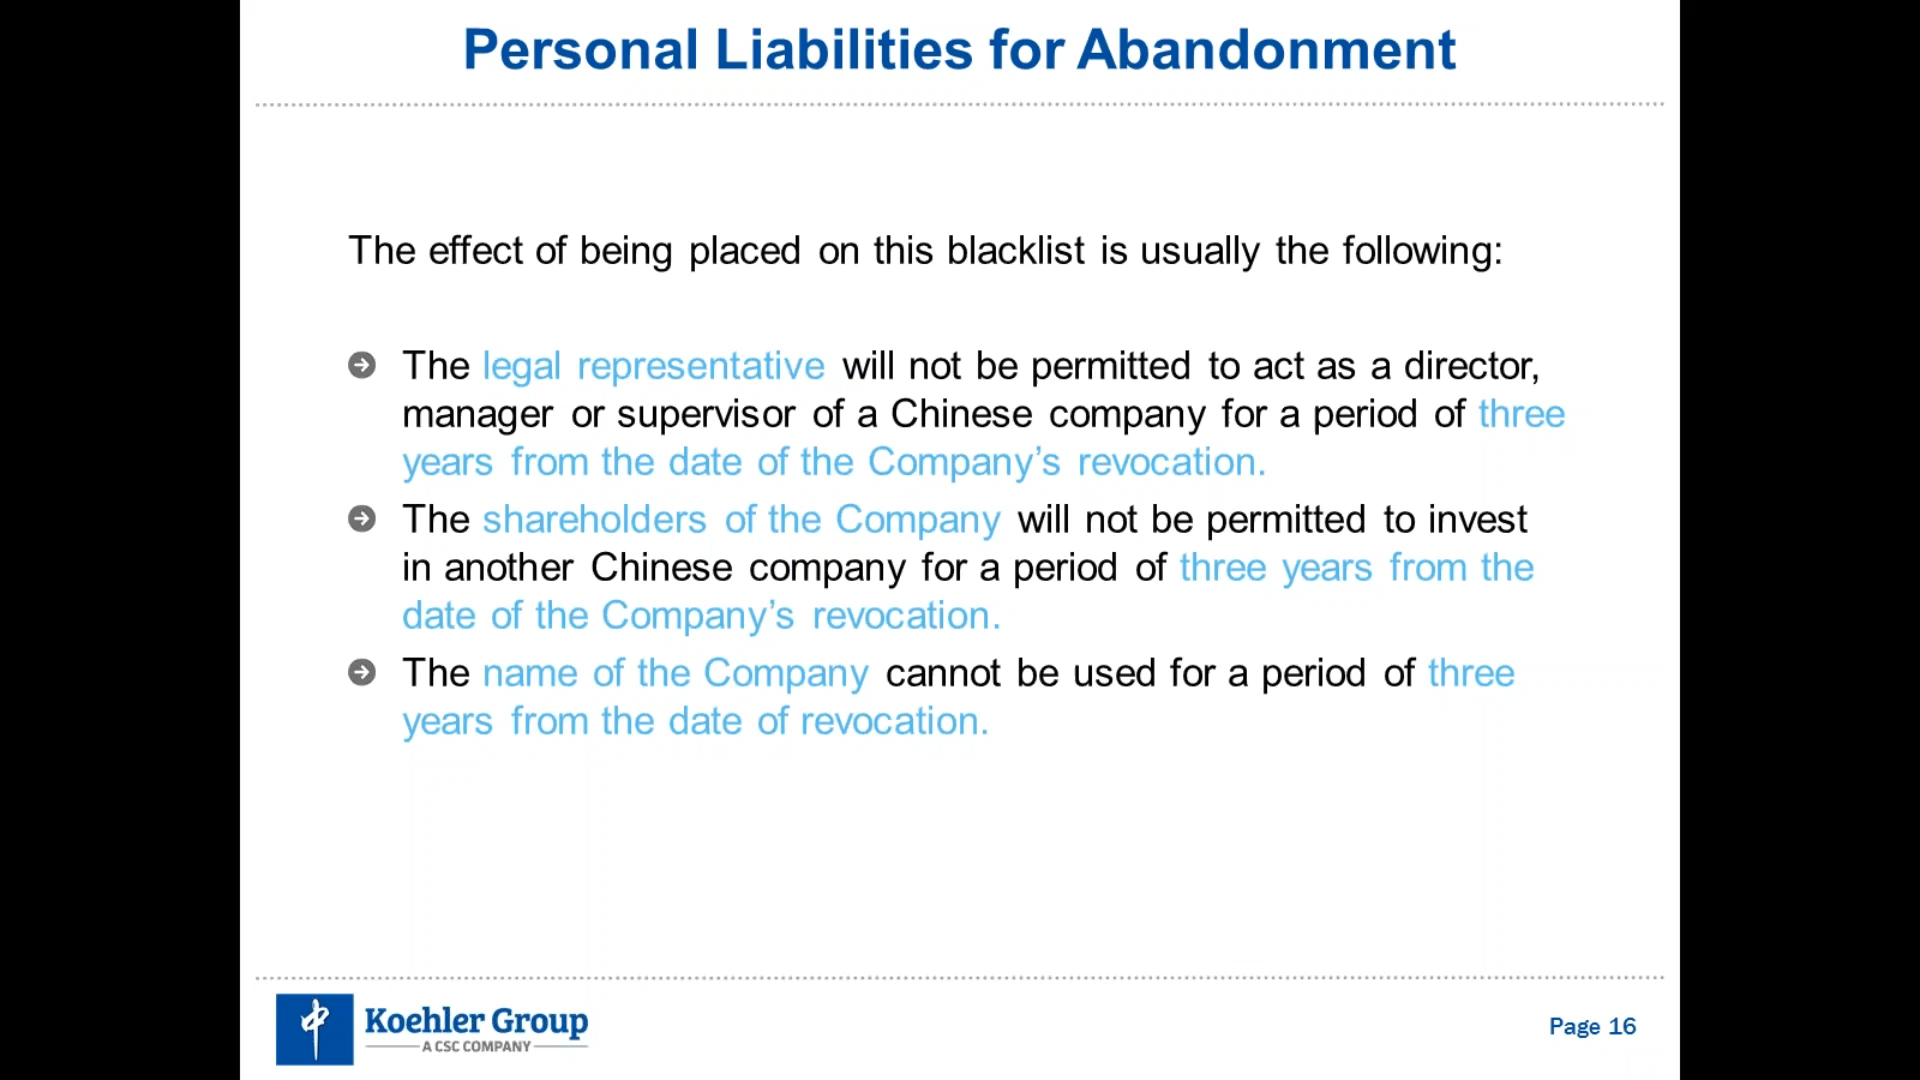 Personal Liabilities for Abandonment
The effect of being placed on this blacklist is usually the following:
The legal representative will not be permitted to act as a director,
manager or supervisor of a Chinese company for a period of three
years from the date of the Company’s revocation.
The shareholders of the Company will not be permitted to invest
in another Chinese company for a period of three years from the
date of the Company’s revocation.
The name of the Company cannot be used for a period of three
years from the date of revocation.
Koehler Group
A CSC COMPANY
Page 16